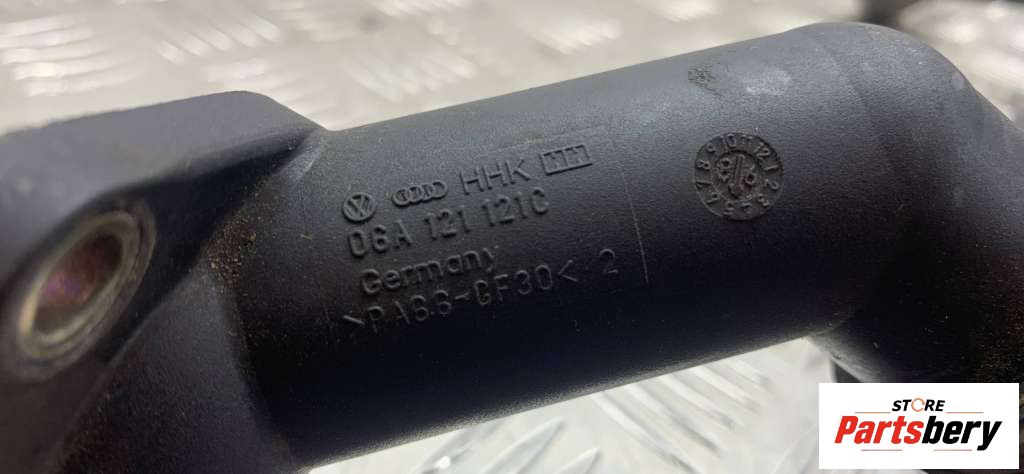 HHK
06A 121 121C
Germany
>PA66-GF30< 2
STORE
Partsbery